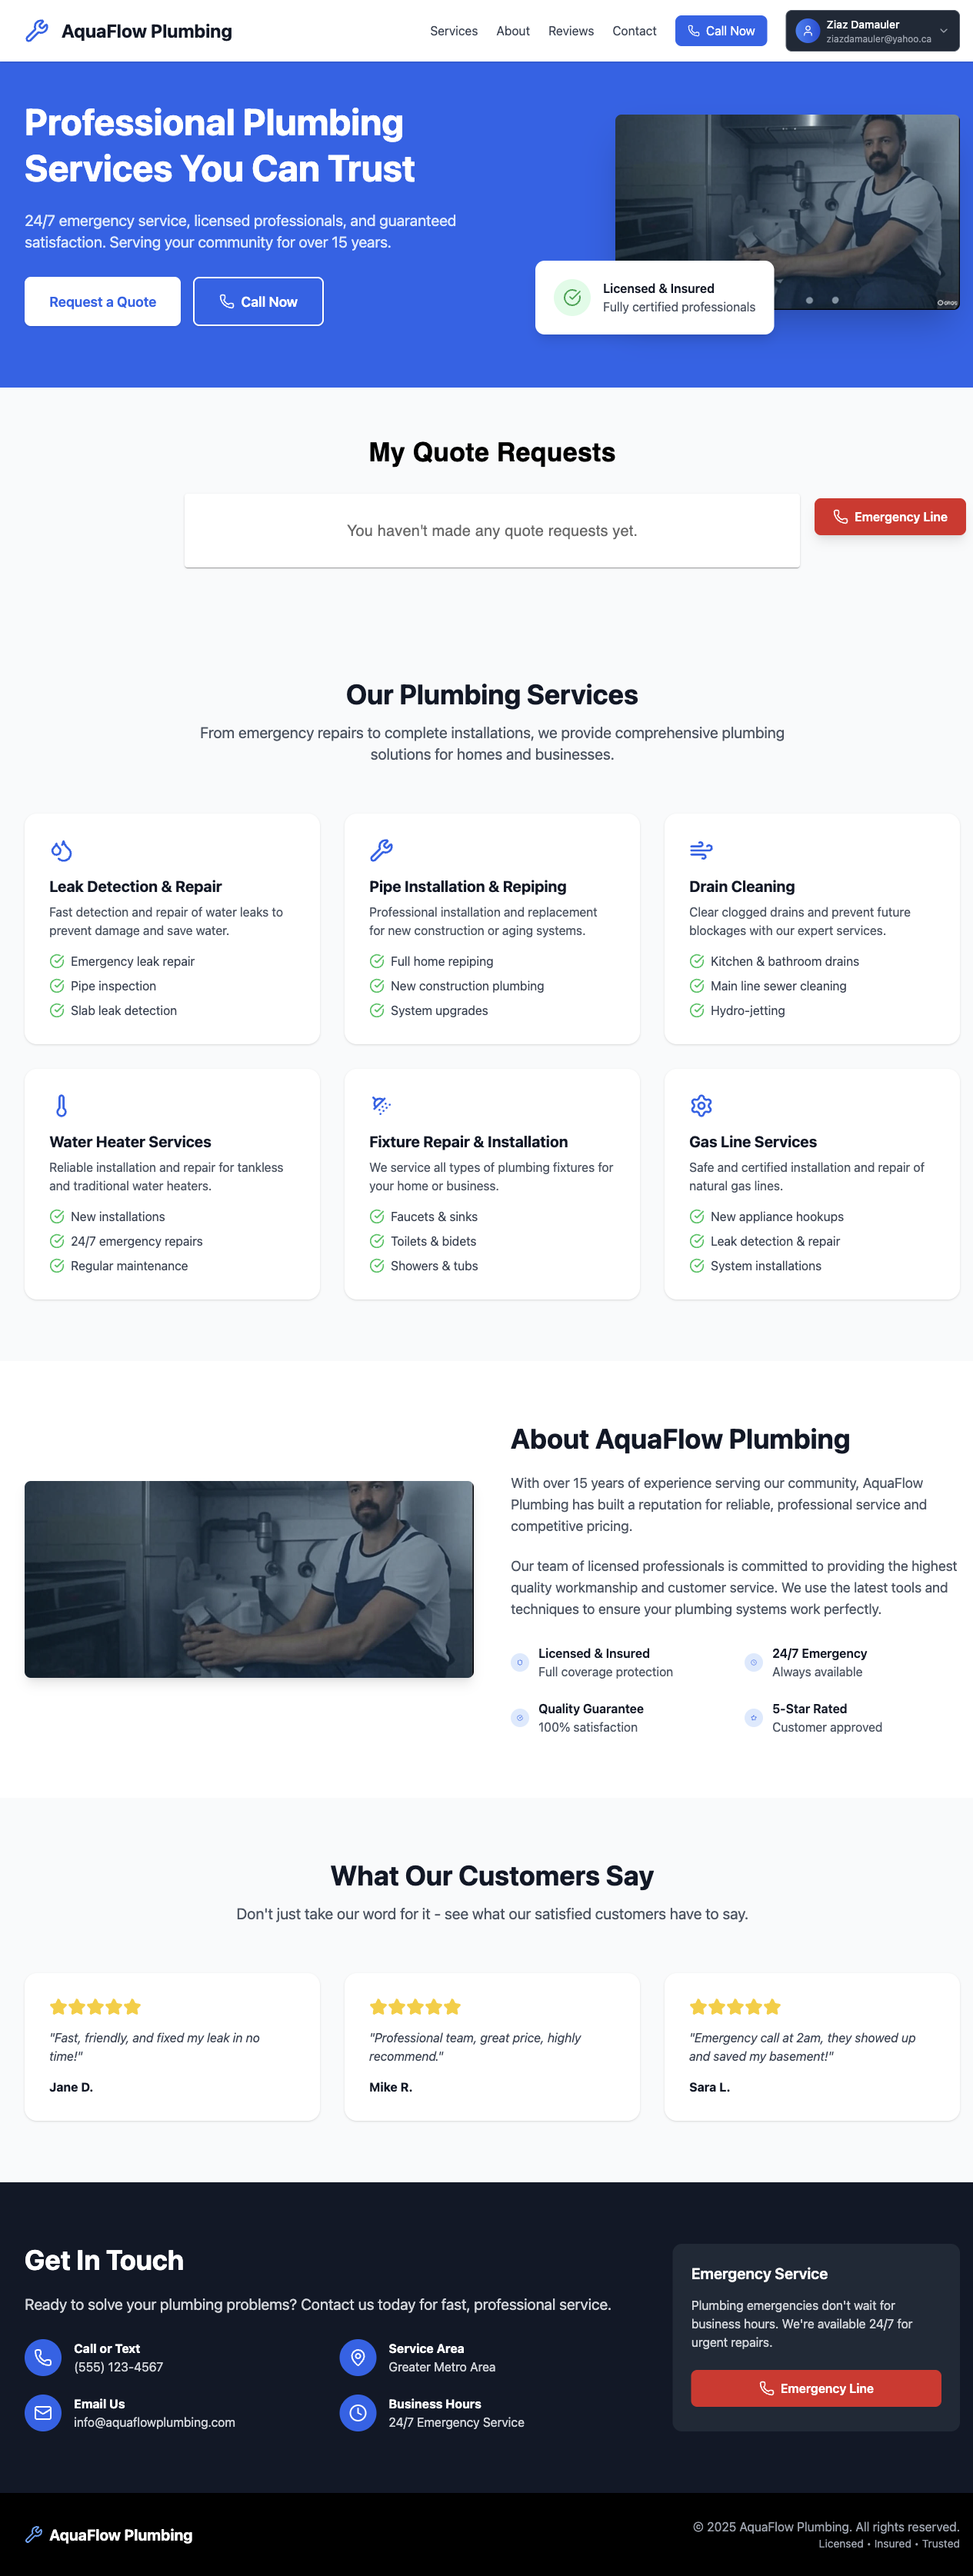 AquaFlow Plumbing
Services
About
Reviews
Contact
Call Now
Ziaz Damauler
ziazdamauler@yahoo.ca
Professional Plumbing
Services You Can Trust
24/7 emergency service, licensed professionals, and guaranteed
satisfaction. Serving your community for over 15 years.
Request a Quote
Call Now
Licensed & Insured
Fully certified professionals
My Quote Requests
You haven't made any quote requests yet.
Emergency Line
Our Plumbing Services
From emergency repairs to complete installations, we provide comprehensive plumbing
solutions for homes and businesses.
Leak Detection & Repair
Fast detection and repair of water leaks to
prevent damage and save water.
Emergency leak repair
Pipe inspection
Slab leak detection
Pipe Installation & Repiping
Professional installation and replacement
for new construction or aging systems.
Full home repiping
New construction plumbing
System upgrades
Drain Cleaning
Clear clogged drains and prevent future
blockages with our expert services.
Kitchen & bathroom drains
Main line sewer cleaning
Hydro-jetting
Water Heater Services
Reliable installation and repair for tankless
and traditional water heaters.
New installations
24/7 emergency repairs
Regular maintenance
Fixture Repair & Installation
We service all types of plumbing fixtures for
your home or business.
Faucets & sinks
Toilets & bidets
Showers & tubs
Gas Line Services
Safe and certified installation and repair of
natural gas lines.
New appliance hookups
Leak detection & repair
System installations
About AquaFlow Plumbing
With over 15 years of experience serving our community, AquaFlow
Plumbing has built a reputation for reliable, professional service and
competitive pricing.
Our team of licensed professionals is committed to providing the highest
quality workmanship and customer service. We use the latest tools and
techniques to ensure your plumbing systems work perfectly.
Licensed & Insured
Full coverage protection
24/7 Emergency
Always available
Quality Guarantee
100% satisfaction
5-Star Rated
Customer approved
What Our Customers Say
Don't just take our word for it - see what our satisfied customers have to say.
"Fast, friendly, and fixed my leak in no
time!"
Jane D.
"Professional team, great price, highly
recommend."
Mike R.
"Emergency call at 2am, they showed up
and saved my basement!"
Sara L.
Get In Touch
Ready to solve your plumbing problems? Contact us today for fast, professional service.
Call or Text
(555) 123-4567
Service Area
Greater Metro Area
Email Us
info@aquaflowplumbing.com
Business Hours
24/7 Emergency Service
Emergency Service
Plumbing emergencies don't wait for
business hours. We're available 24/7 for
urgent repairs.
Emergency Line
AquaFlow Plumbing
© 2025 AquaFlow Plumbing. All rights reserved.
Licensed • Insured • Trusted